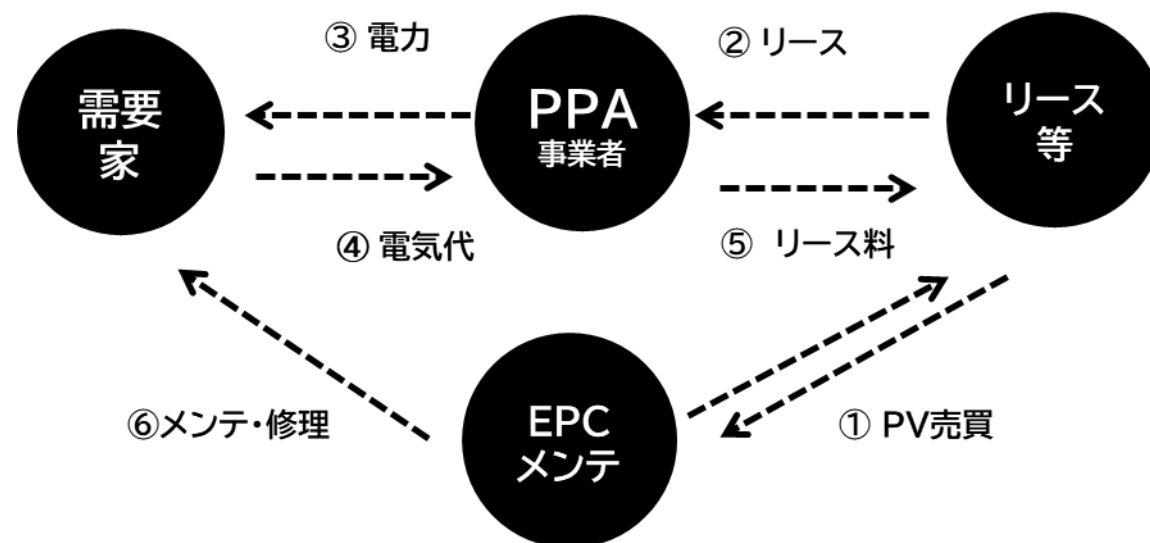 ③ 電力
② リース
需要
家
PPA
事業者
リース
等
④ 電気代
⑤ リース料
⑥メンテ・修理
EPC
メンテ
① PV売買